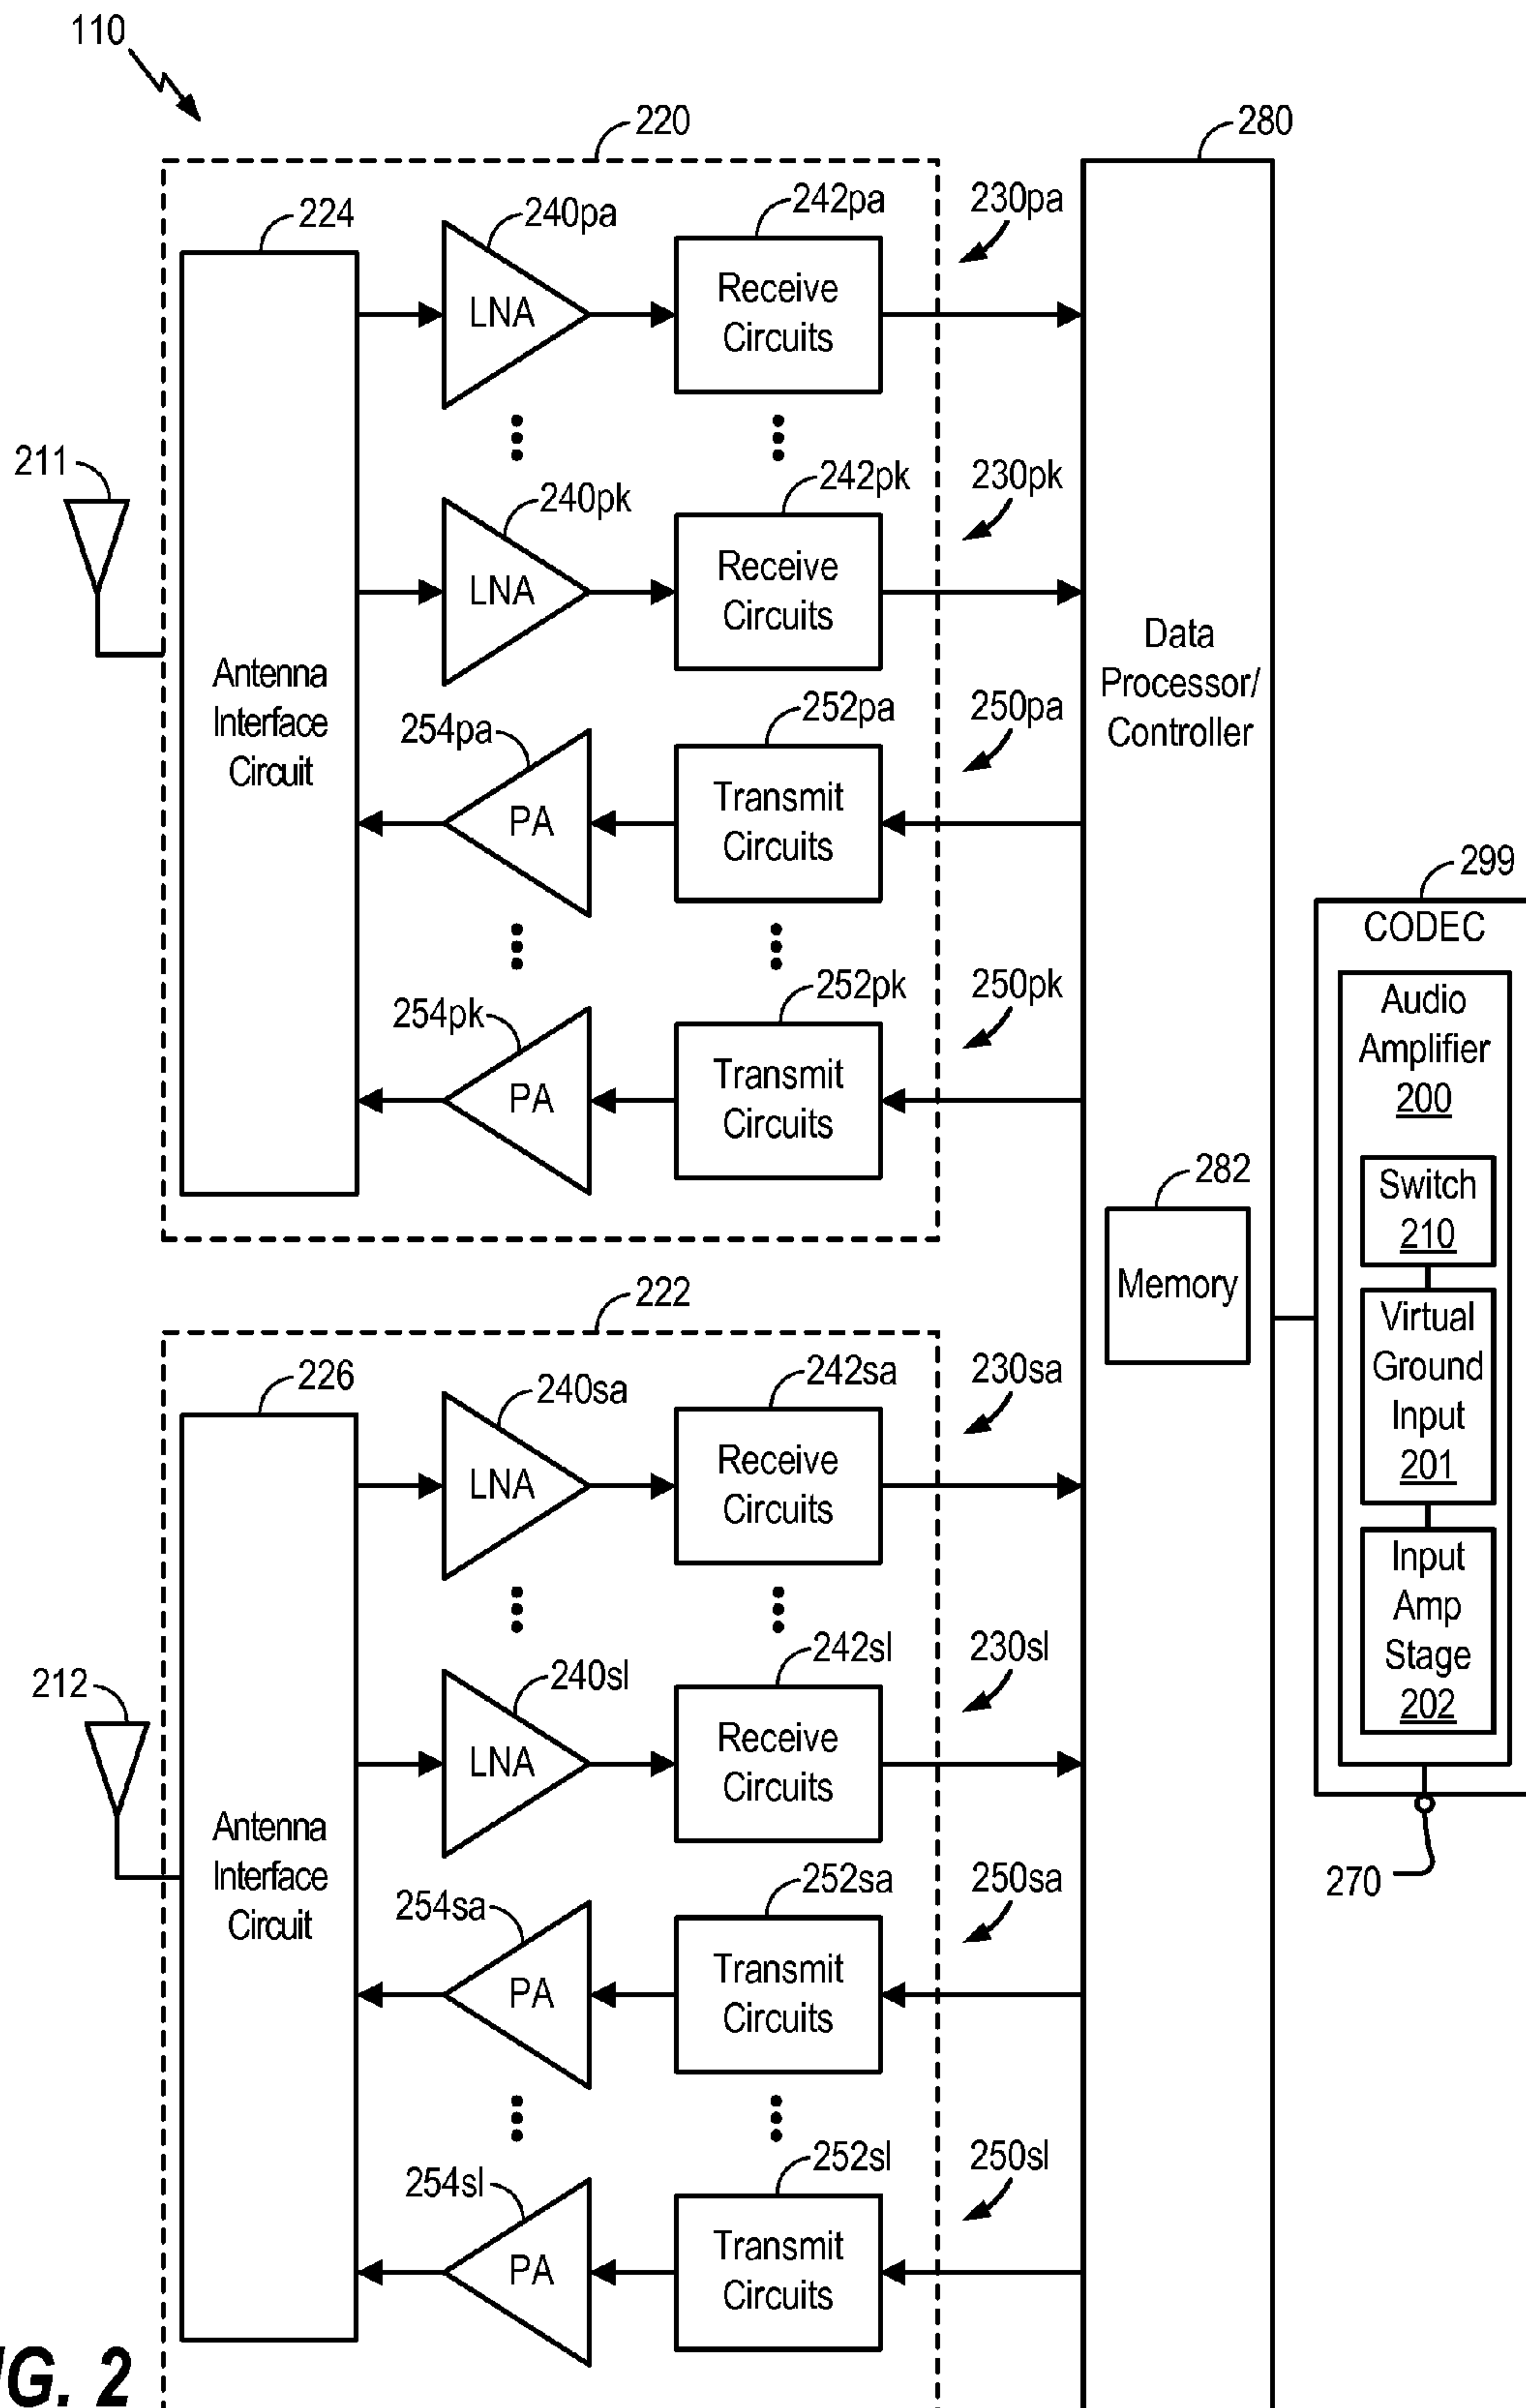 110
220
280
224
240pa
242pa
230pa
LNA
Receive
Circuits
211
240pk
242pk
230pk
LNA
Receive
Circuits
Antenna
Interface
Circuit
Data
Processor/
Controller
254pa
252pa
250pa
PA
Transmit
Circuits
254pk
252pk
250pk
PA
Transmit
Circuits
299
CODEC
Audio
Amplifier
200
282
Memory
Switch
210
Virtual
Ground
Input
201
Input
Amp
Stage
202
270
222
226
240sa
242sa
230sa
LNA
Receive
Circuits
212
240sl
242sl
230sl
LNA
Receive
Circuits
Antenna
Interface
Circuit
254sa
252sa
250sa
PA
Transmit
Circuits
254sl
252sl
250sl
PA
Transmit
Circuits
IG. 2